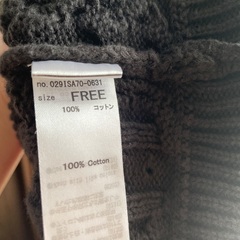 no. 0291SA70-0631
size FREE
100% コットン
100% Cotton